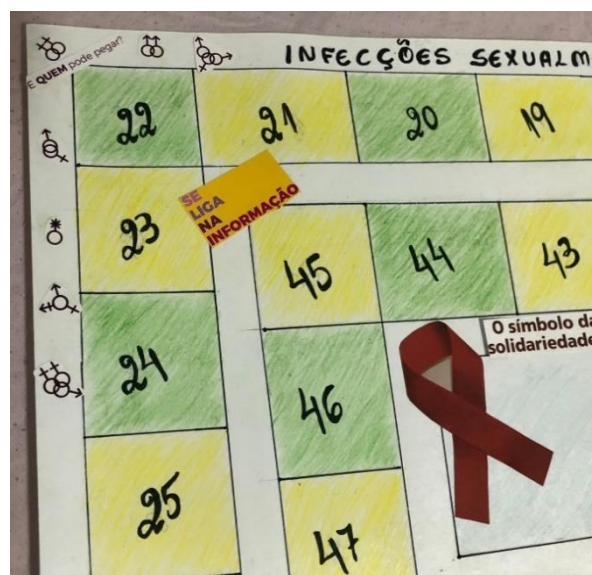 INFECÇÕES SEXUALM
E QUEM pode pegar?
22 21 20 19
SE
LIGA
NA
INFORMAÇÃO
23 45 44 43
O símbolo da
solidariedade
24 46
25 47